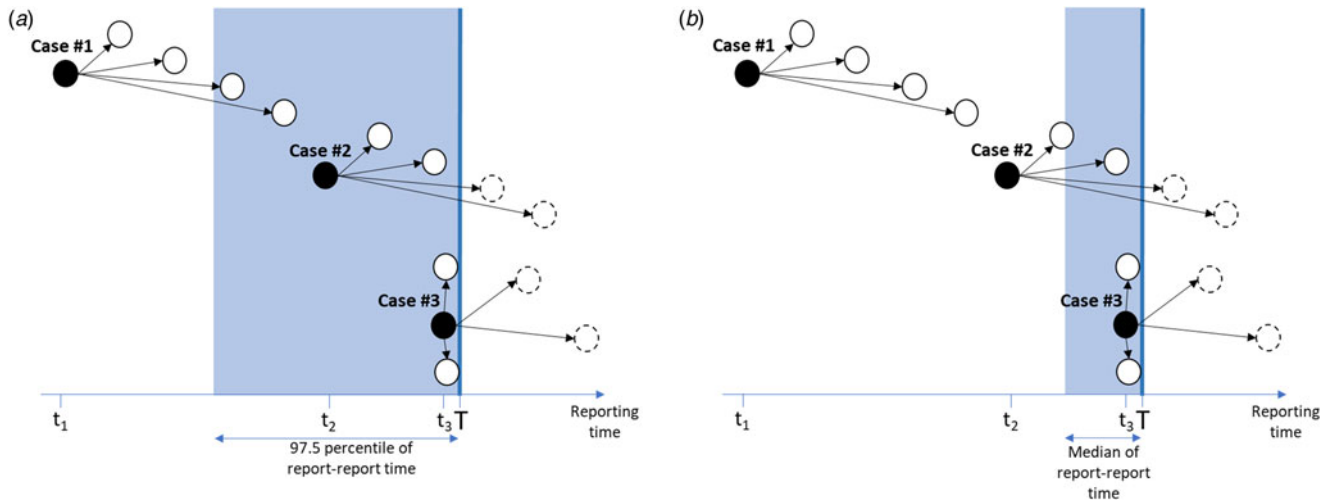 (a)
Case #1
Case #2
Case #3
t1
t2
t3
T
Reporting
time
97.5 percentile of
report-report time
(b)
Case #1
Case #2
Case #3
t1
t2
t3
T
Reporting
time
Median of
report-report
time